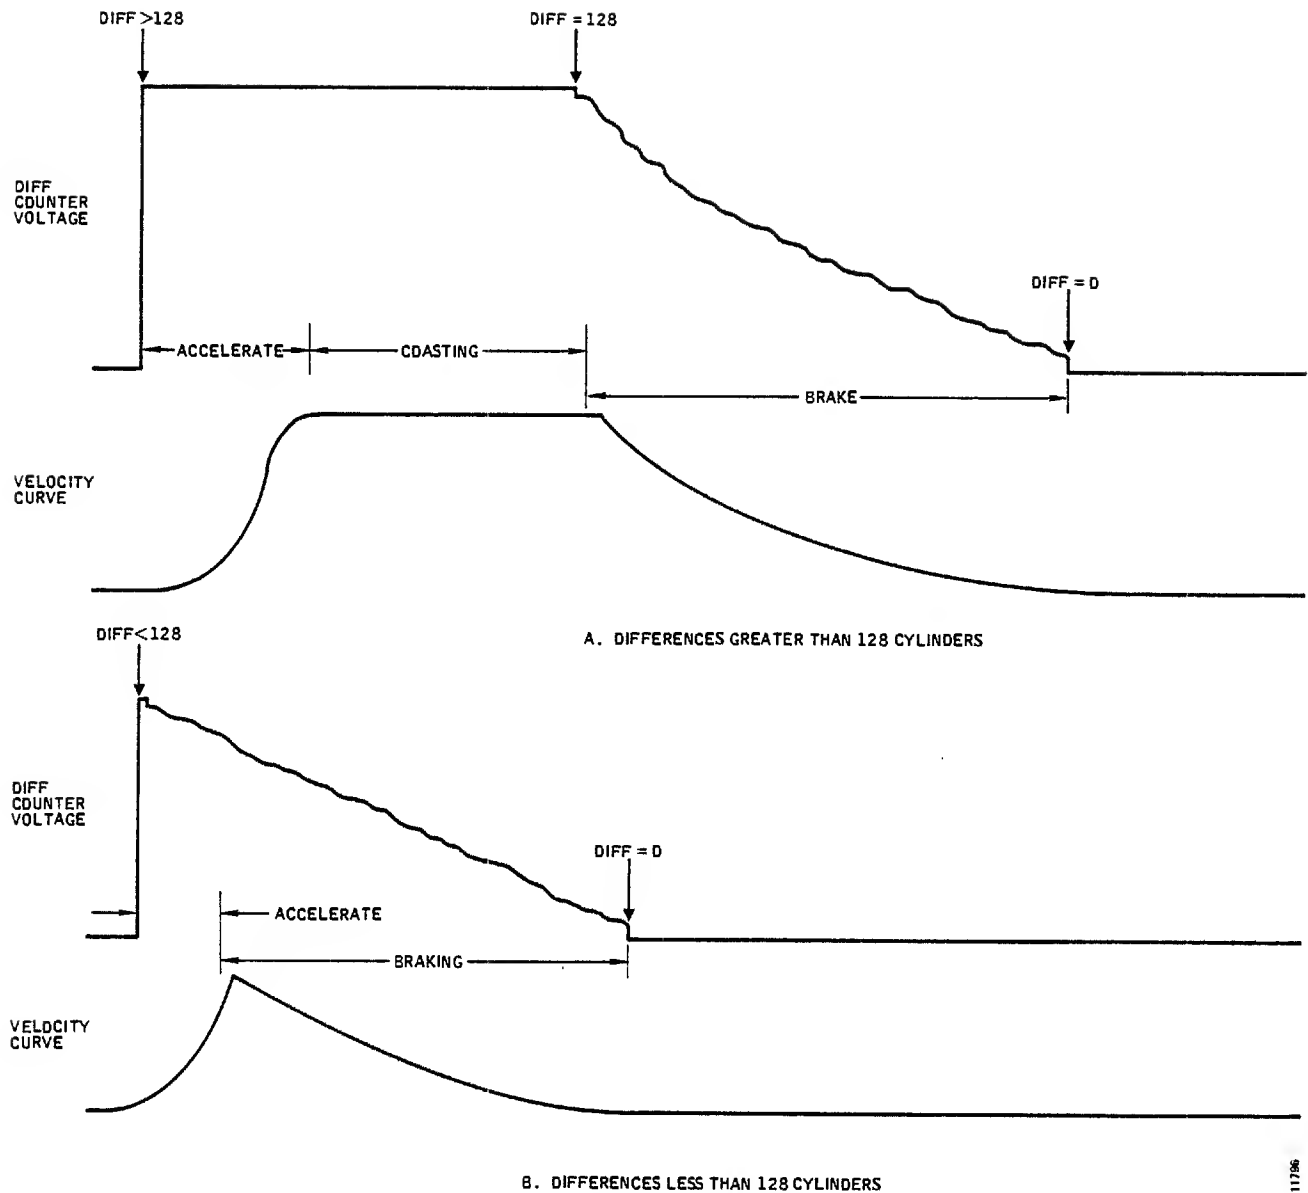 DIFF>128
DIFF = 128
DIFF
COUNTER
VOLTAGE
DIFF = D
ACCELERATE
COASTING
BRAKE
VELOCITY
CURVE
A. DIFFERENCES GREATER THAN 128 CYLINDERS
DIFF<128
DIFF
COUNTER
VOLTAGE
DIFF = D
ACCELERATE
BRAKING
VELOCITY
CURVE
B. DIFFERENCES LESS THAN 128 CYLINDERS
11796